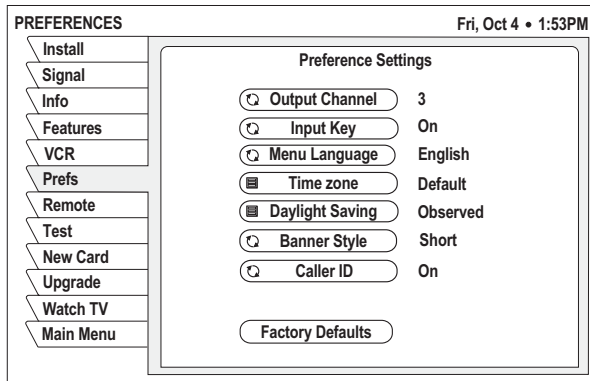 PREFERENCES
Fri, Oct 4 • 1:53PM
Install
Signal
Info
Features
VCR
Prefs
Remote
Test
New Card
Upgrade
Watch TV
Main Menu
Preference Settings
Output Channel 3
Input Key On
Menu Language English
Time zone Default
Daylight Saving Observed
Banner Style Short
Caller ID On
Factory Defaults